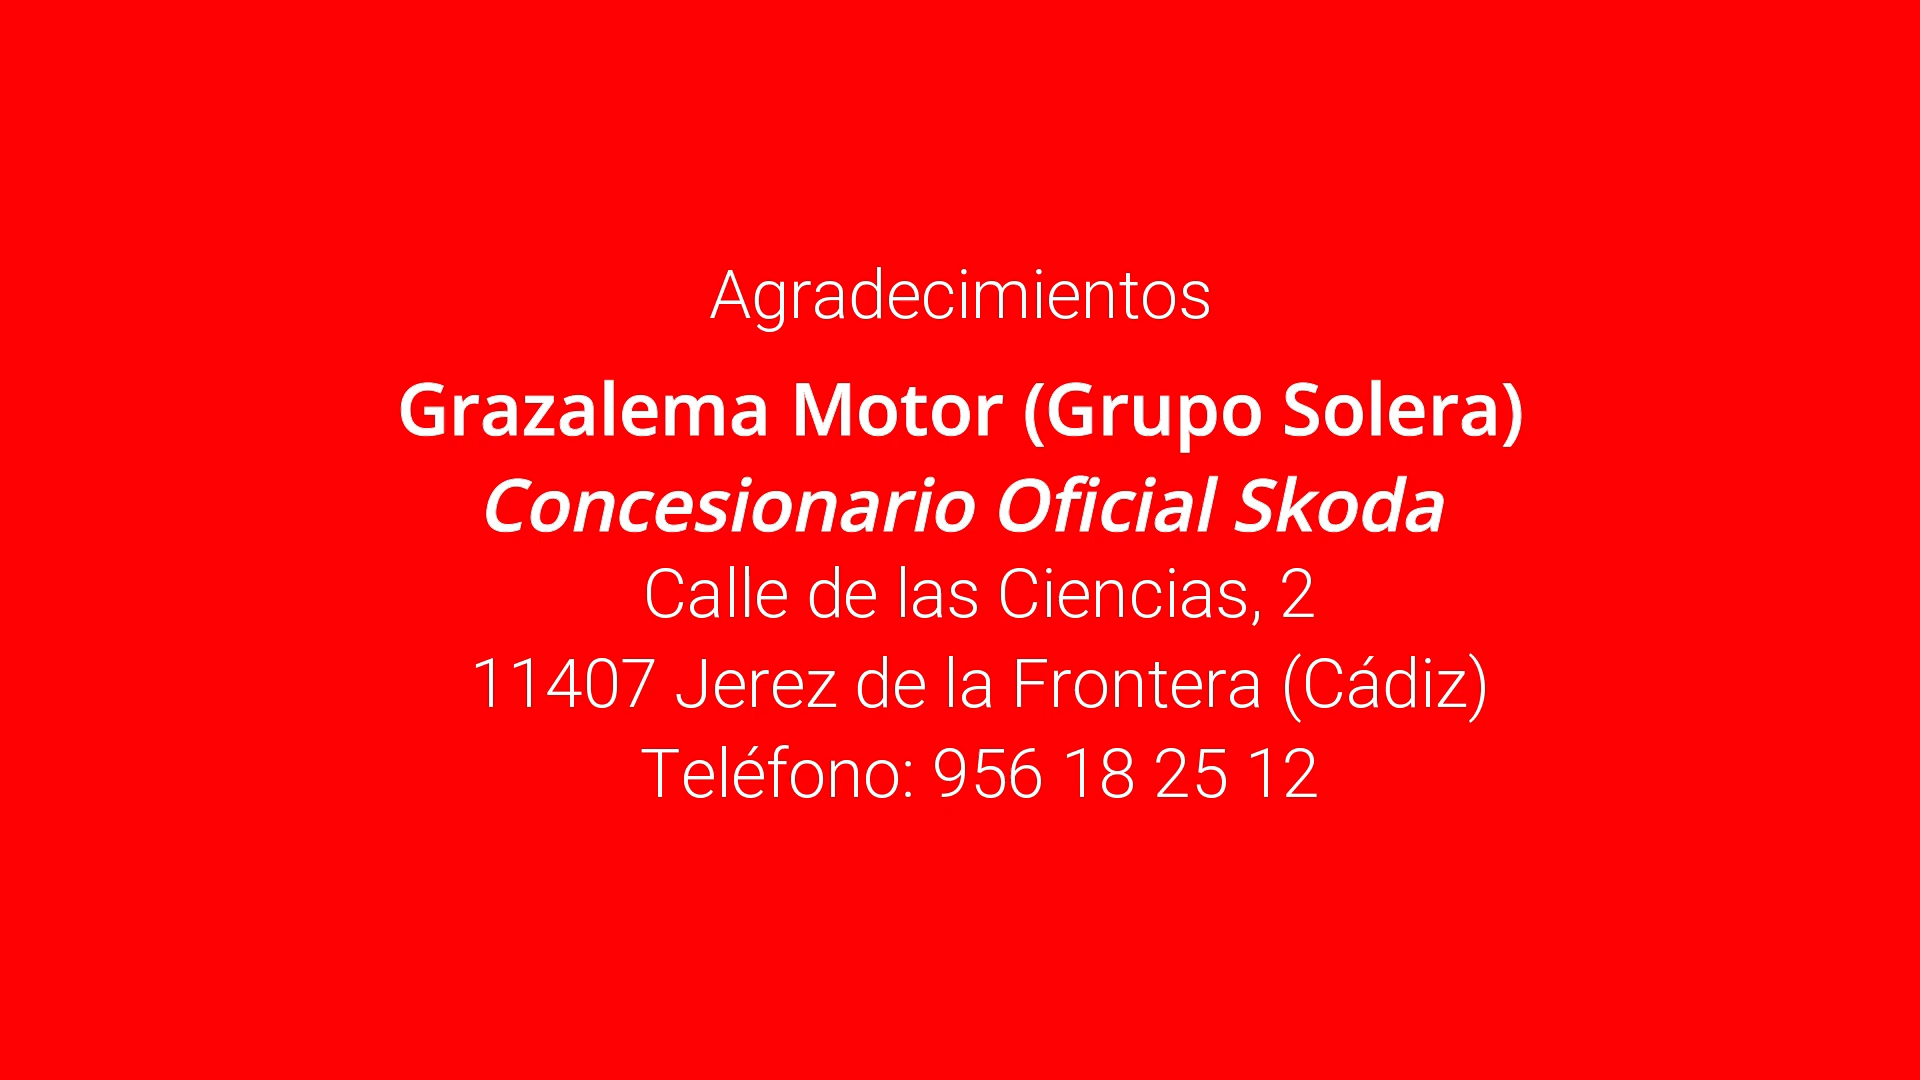 Agradecimientos
Grazalema Motor (Grupo Solera)
Concesionario Oficial Skoda
Calle de las Ciencias, 2
11407 Jerez de la Frontera (Cádiz)
Teléfono: 956 18 25 12